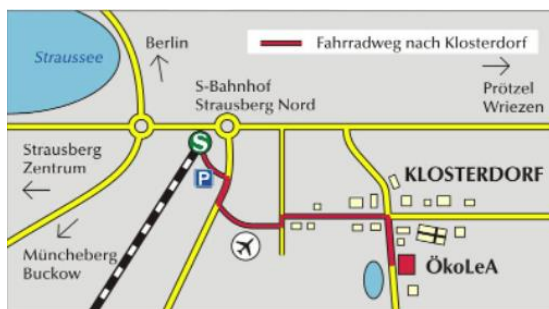 Berlin
Fahrradweg nach Klosterdorf
Straussee
S-Bahnhof
Strausberg Nord
Prötzel
Wriezen
S
Strausberg
Zentrum
P
KLOSTERDORF
Müncheberg
Buckow
ÖkoLeA